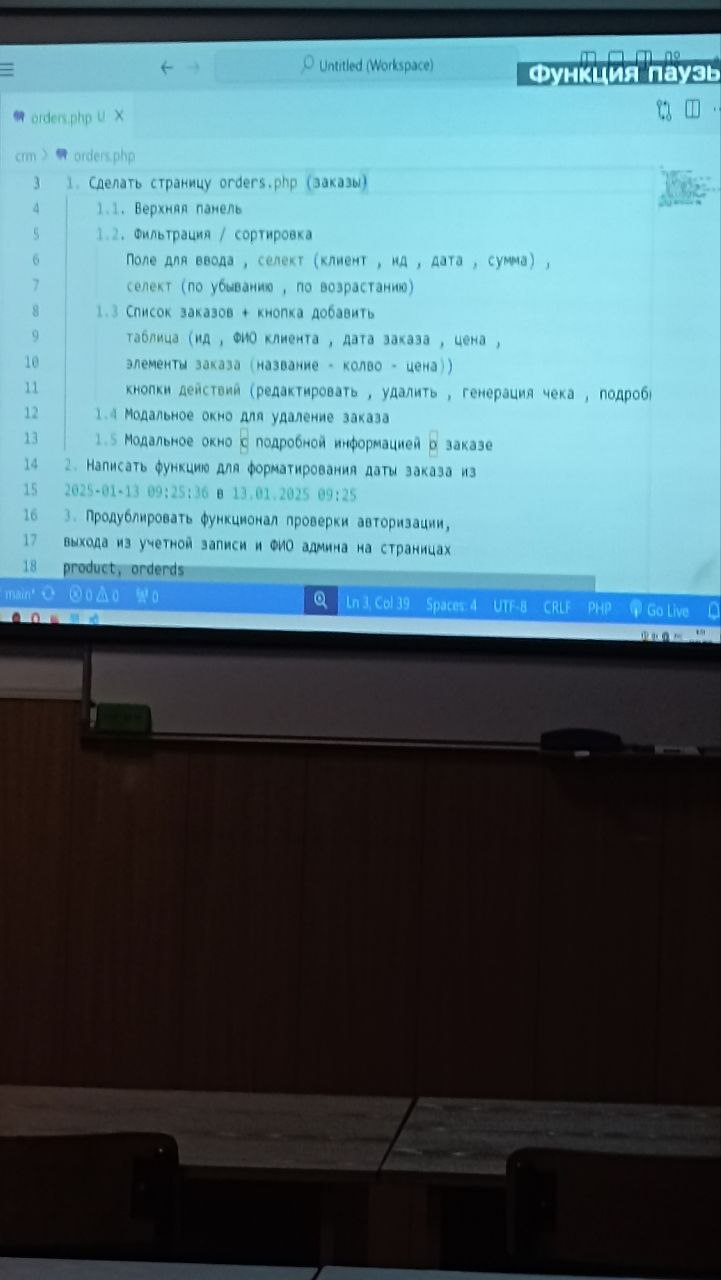 Untitled (Workspace)
Функция паузы
orders.php U X
crm > orders.php
3 1. Сделать страницу orders.php (заказы)
4 1.1. Верхняя панель
5 1.2. Фильтрация / сортировка
6 Поле для ввода , селект (клиент , ид , дата , сумма) ,
7 селект (по убыванию , по возрастанию)
8 1.3 Список заказов + кнопка добавить
9 таблица (ид , ФИО клиента , дата заказа , цена ,
10 элементы заказа (название - колво - цена))
11 кнопки действий (редактировать , удалить , генерация чека , подроб
12 1.4 Модальное окно для удаление заказа
13 1.5 Модальное окно с подробной информацией о заказе
14 2. Написать функцию для форматирования даты заказа из
15 2025-01-13 09:25:36 в 13.01.2025 09:25
16 3. Продублировать функционал проверки авторизации,
17 выхода из учетной записи и ФИО админа на страницах
18 product, orderds
main* 0 0 0 Ln 3, Col 39 Spaces: 4 UTF-8 CRLF PHP Go Live